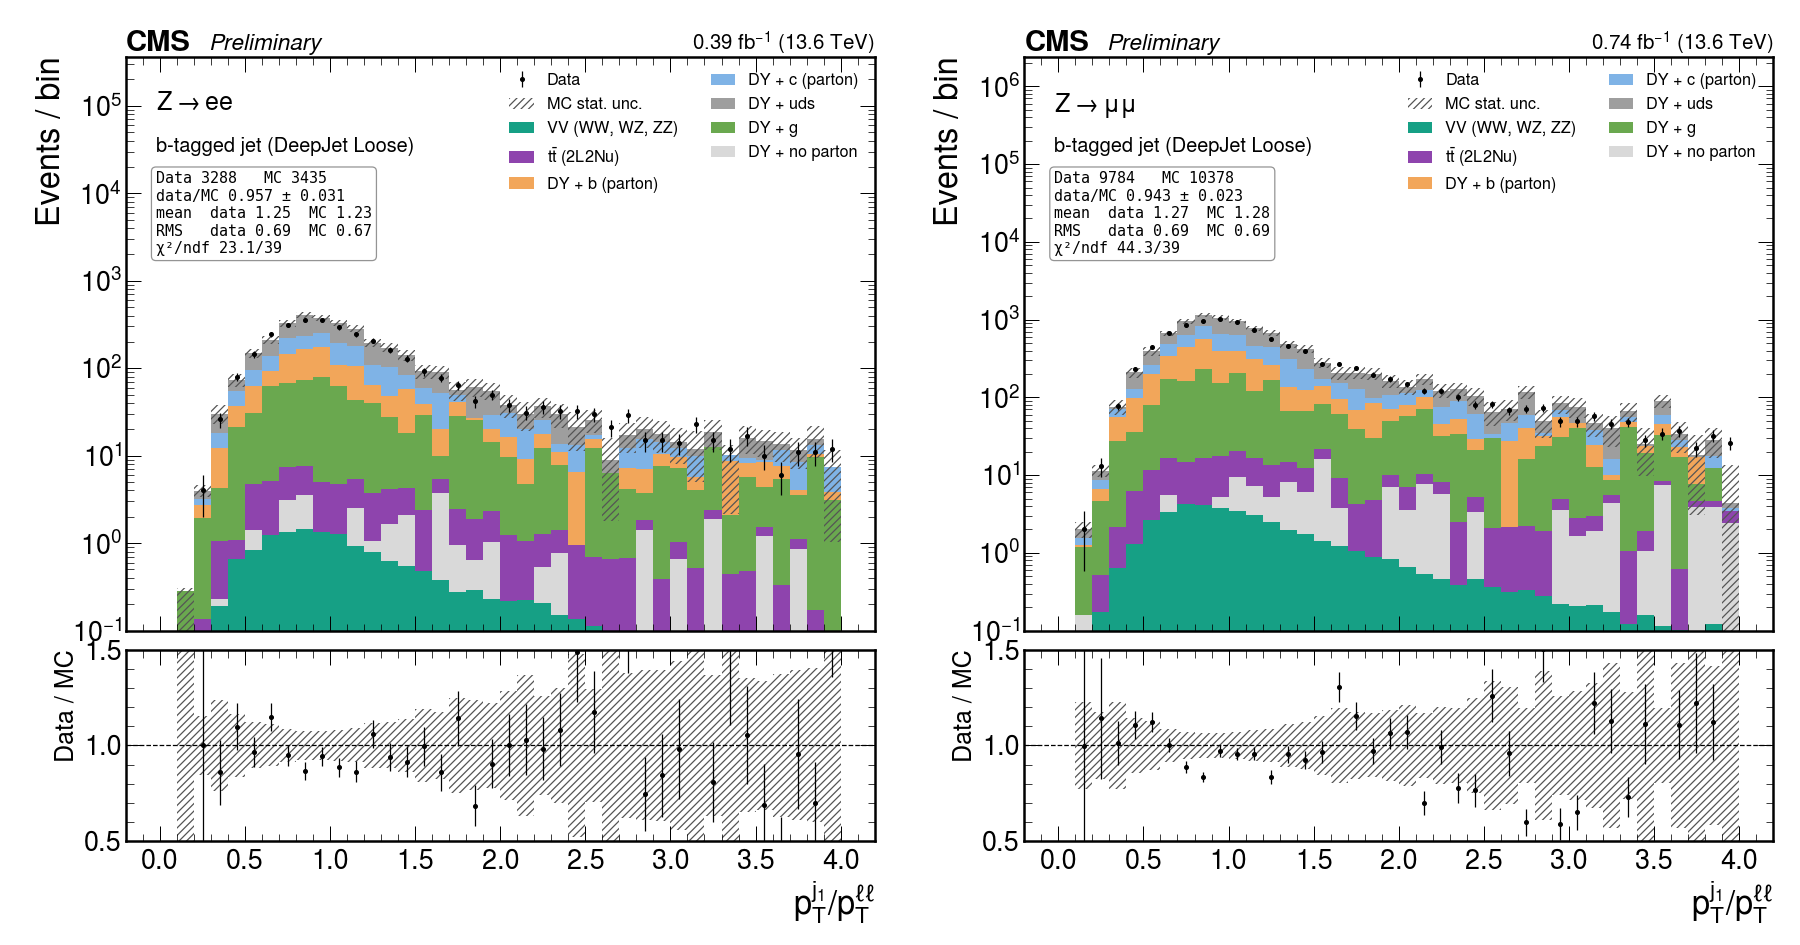 CMS Preliminary 0.39 fb⁻¹ (13.6 TeV)
Events / bin
10⁵
10⁴
10³
10²
10¹
10⁰
10⁻¹
Z → ee
b-tagged jet (DeepJet Loose)
Data 3288 MC 3435
data/MC 0.957 ± 0.031
mean data 1.25 MC 1.23
RMS data 0.69 MC 0.67
χ²/ndf 23.1/39
Data
MC stat. unc.
VV (WW, WZ, ZZ)
tt̄ (2L2Nu)
DY + b (parton)
DY + c (parton)
DY + uds
DY + g
DY + no parton
Data / MC
1.5
1.0
0.5
0.0 0.5 1.0 1.5 2.0 2.5 3.0 3.5 4.0
p_T^{j₁}/p_T^{ℓℓ}
CMS Preliminary 0.74 fb⁻¹ (13.6 TeV)
Events / bin
10⁶
10⁵
10⁴
10³
10²
10¹
10⁰
10⁻¹
Z → μμ
b-tagged jet (DeepJet Loose)
Data 9784 MC 10378
data/MC 0.943 ± 0.023
mean data 1.27 MC 1.28
RMS data 0.69 MC 0.69
χ²/ndf 44.3/39
Data
MC stat. unc.
VV (WW, WZ, ZZ)
tt̄ (2L2Nu)
DY + b (parton)
DY + c (parton)
DY + uds
DY + g
DY + no parton
Data / MC
1.5
1.0
0.5
0.0 0.5 1.0 1.5 2.0 2.5 3.0 3.5 4.0
p_T^{j₁}/p_T^{ℓℓ}